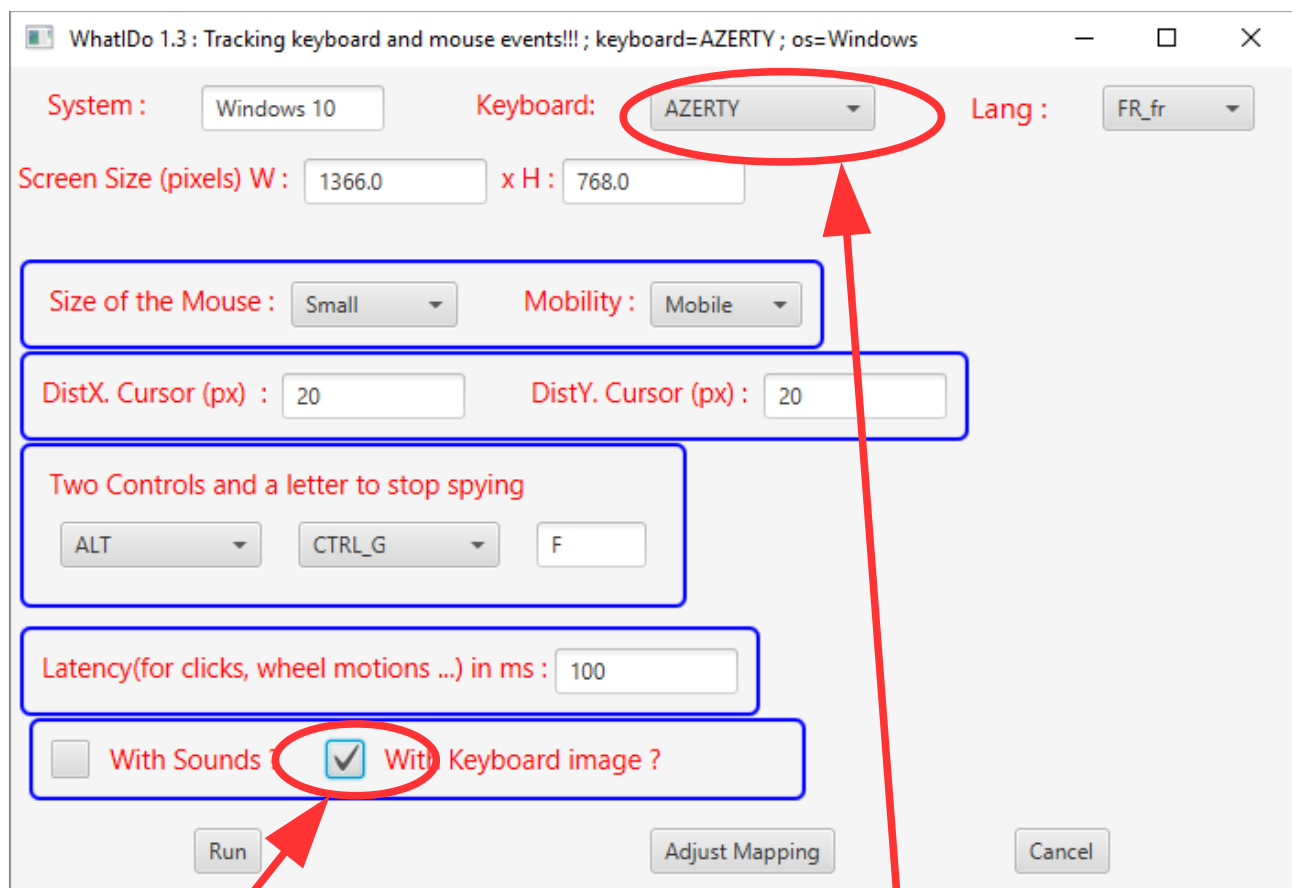 WhatIDo 1.3 : Tracking keyboard and mouse events!!! ; keyboard=AZERTY ; os=Windows
System : Windows 10 Keyboard: AZERTY Lang : FR_fr
Screen Size (pixels) W : 1366.0 x H : 768.0
Size of the Mouse : Small Mobility : Mobile
DistX. Cursor (px) : 20 DistY. Cursor (px) : 20
Two Controls and a letter to stop spying
ALT CTRL_G F
Latency(for clicks, wheel motions ...) in ms : 100
With Sounds ? With Keyboard image ?
Run Adjust Mapping Cancel